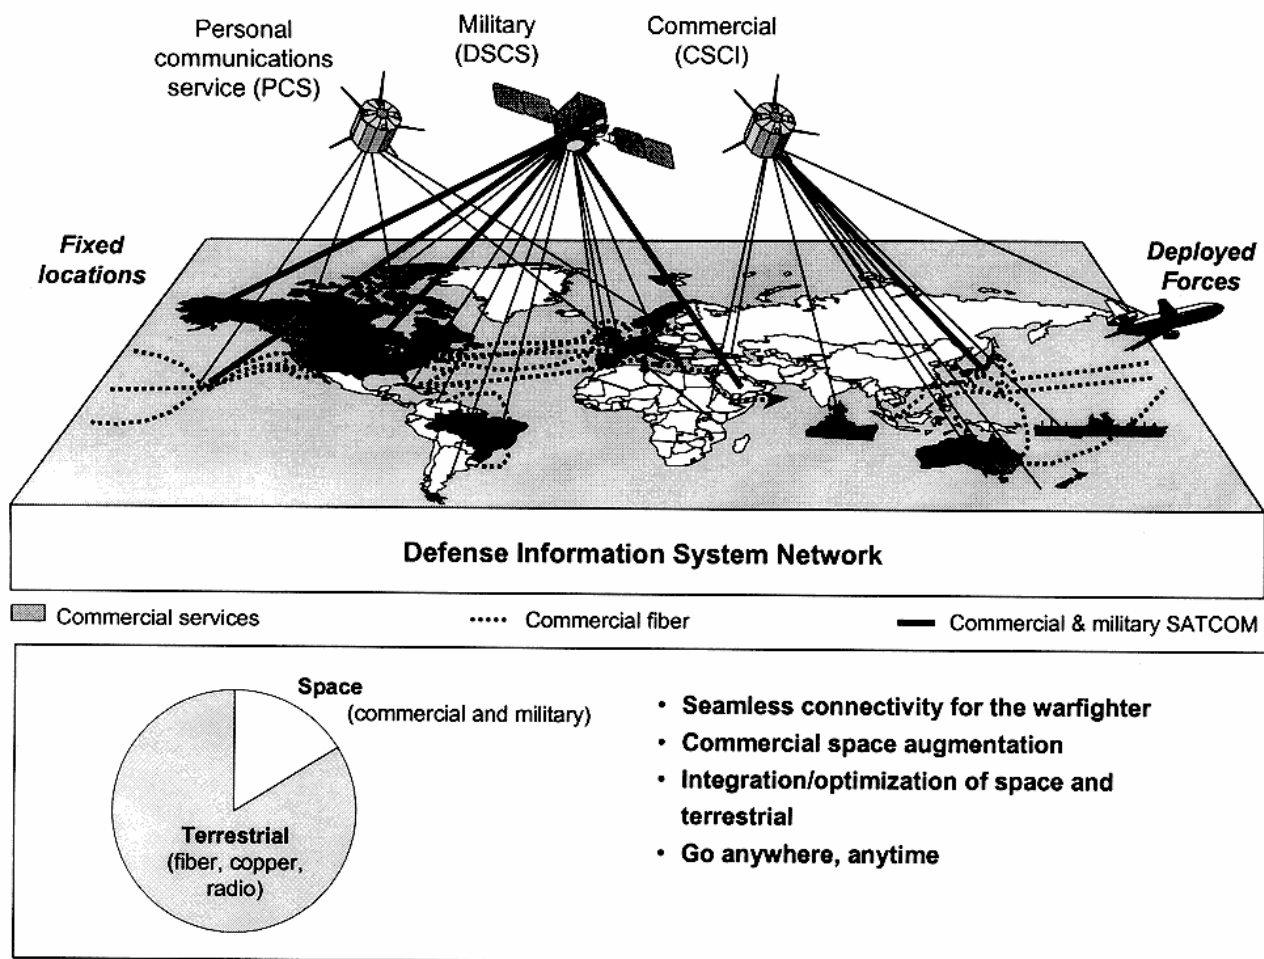 Personal
communications
service (PCS)
Military
(DSCS)
Commercial
(CSCI)
Fixed
locations
Deployed
Forces
Defense Information System Network
Commercial services
Commercial fiber
Commercial & military SATCOM
Space
(commercial and military)
Terrestrial
(fiber, copper,
radio)
• Seamless connectivity for the warfighter
• Commercial space augmentation
• Integration/optimization of space and
terrestrial
• Go anywhere, anytime